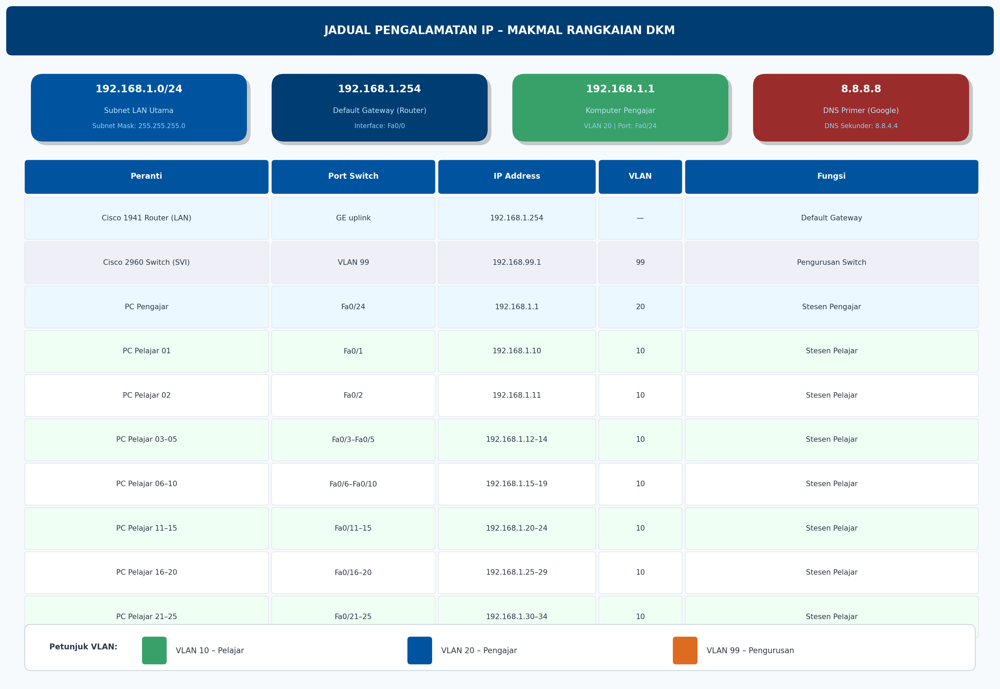 JADUAL PENGALAMATAN IP – MAKMAL RANGKAIAN DKM
192.168.1.0/24
Subnet LAN Utama
Subnet Mask: 255.255.255.0
192.168.1.254
Default Gateway (Router)
Interface: Fa0/0
192.168.1.1
Komputer Pengajar
VLAN 20 | Port: Fa0/24
8.8.8.8
DNS Primer (Google)
DNS Sekunder: 8.8.4.4
Peranti Port Switch IP Address VLAN Fungsi
Cisco 1941 Router (LAN) GE uplink 192.168.1.254 — Default Gateway
Cisco 2960 Switch (SVI) VLAN 99 192.168.99.1 99 Pengurusan Switch
PC Pengajar Fa0/24 192.168.1.1 20 Stesen Pengajar
PC Pelajar 01 Fa0/1 192.168.1.10 10 Stesen Pelajar
PC Pelajar 02 Fa0/2 192.168.1.11 10 Stesen Pelajar
PC Pelajar 03–05 Fa0/3–Fa0/5 192.168.1.12–14 10 Stesen Pelajar
PC Pelajar 06–10 Fa0/6–Fa0/10 192.168.1.15–19 10 Stesen Pelajar
PC Pelajar 11–15 Fa0/11–15 192.168.1.20–24 10 Stesen Pelajar
PC Pelajar 16–20 Fa0/16–20 192.168.1.25–29 10 Stesen Pelajar
PC Pelajar 21–25 Fa0/21–25 192.168.1.30–34 10 Stesen Pelajar
Petunjuk VLAN: VLAN 10 – Pelajar VLAN 20 – Pengajar VLAN 99 – Pengurusan